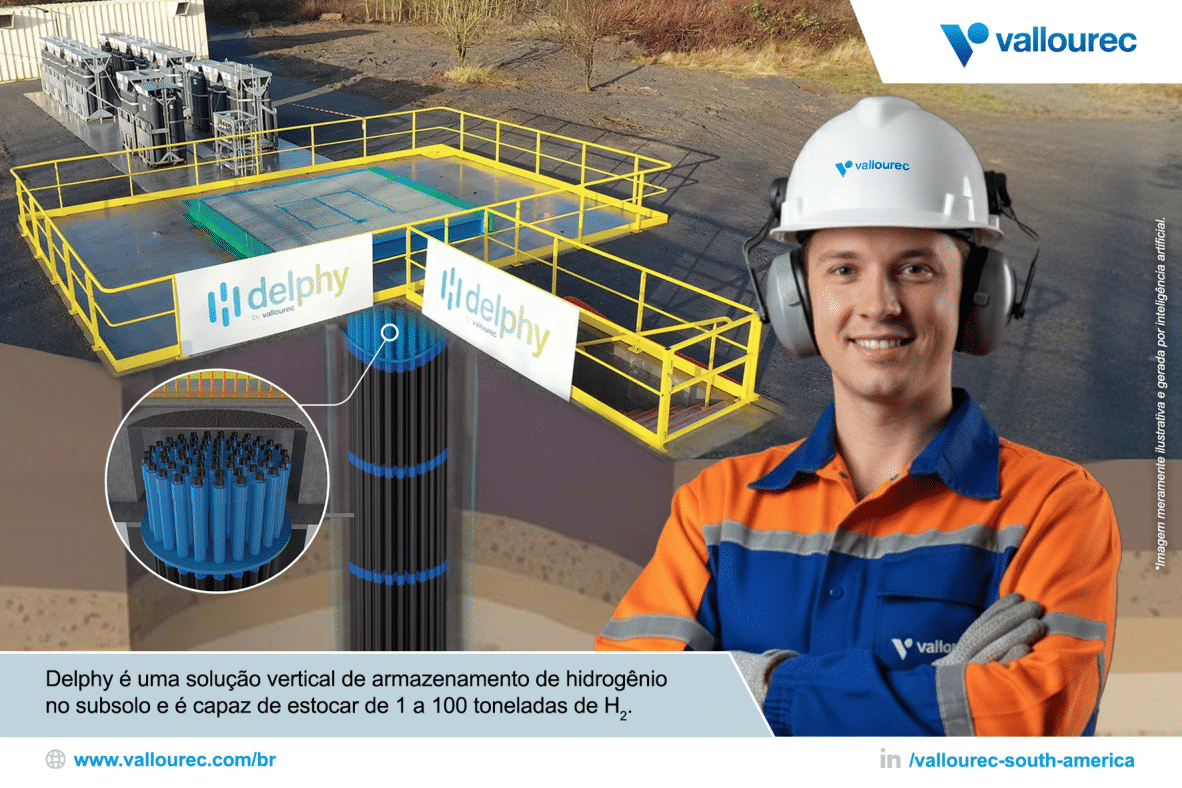 vallourec
vallourec
delphy
by vallourec
delphy
by vallourec
vallou
*Imagem meramente ilustrativa e gerada por inteligência artificial.
Delphy é uma solução vertical de armazenamento de hidrogênio
no subsolo e é capaz de estocar de 1 a 100 toneladas de H₂.
www.vallourec.com/br
in /vallourec-south-america